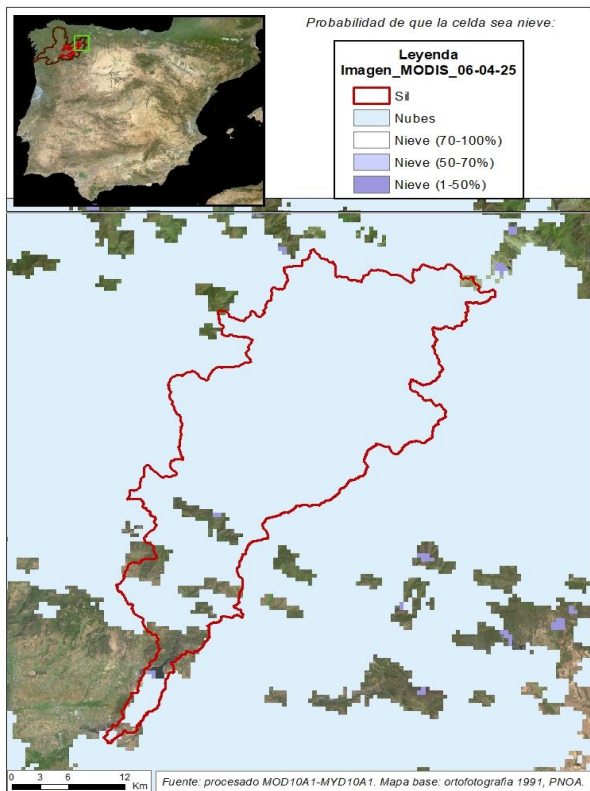 Probabilidad de que la celda sea nieve:
Leyenda
Imagen_MODIS_06-04-25
Sil
Nubes
Nieve (70-100%)
Nieve (50-70%)
Nieve (1-50%)
0 3 6 12
Km
Fuente: procesado MOD10A1-MYD10A1. Mapa base: ortofotografía 1991, PNOA.